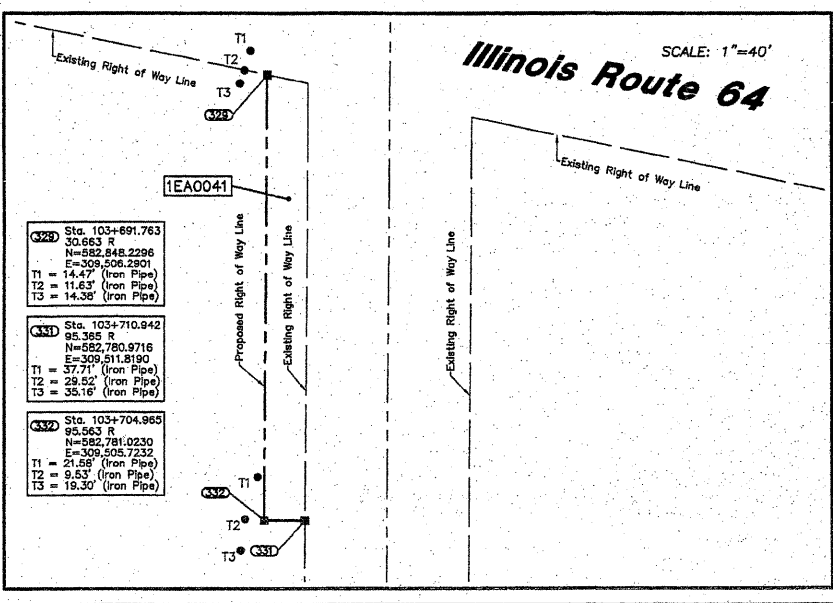 T1
T2
T3
Existing Right of Way Line
329
SCALE: 1"=40'
Illinois Route 64
Existing Right of Way Line
1EA0041
Proposed Right of Way Line
Existing Right of Way Line
Existing Right of Way Line
329 Sta. 103+691.763
30.663 R
N=582,848.2296
E=309,506.2901
T1 = 14.47' (Iron Pipe)
T2 = 11.63' (Iron Pipe)
T3 = 14.38' (Iron Pipe)
331 Sta. 103+710.942
95.365 R
N=582,780.9716
E=309,511.8190
T1 = 37.71' (Iron Pipe)
T2 = 29.52' (Iron Pipe)
T3 = 35.16' (Iron Pipe)
332 Sta. 103+704.965
95.563 R
N=582,781.0230
E=309,505.7232
T1 = 21.58' (Iron Pipe)
T2 = 9.53' (Iron Pipe)
T3 = 19.30' (Iron Pipe)
T1
332
T2
T3
331